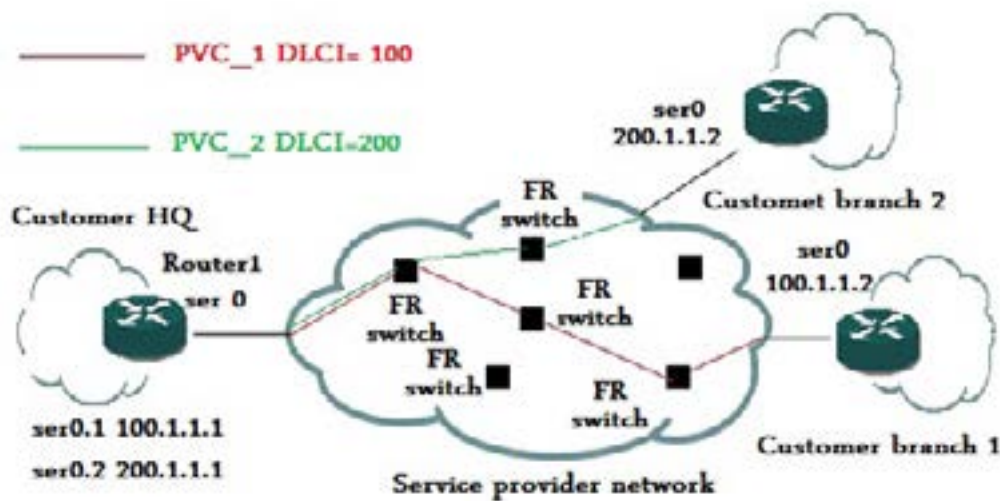 PVC_1 DLCI= 100
PVC_2 DLCI=200
ser0
200.1.1.2
Customet branch 2
Customer HQ
Router1
ser 0
FR
switch
FR
switch
FR
switch
FR
switch
FR
switch
ser0
100.1.1.2
Customer branch 1
ser0.1 100.1.1.1
ser0.2 200.1.1.1
Service provider network